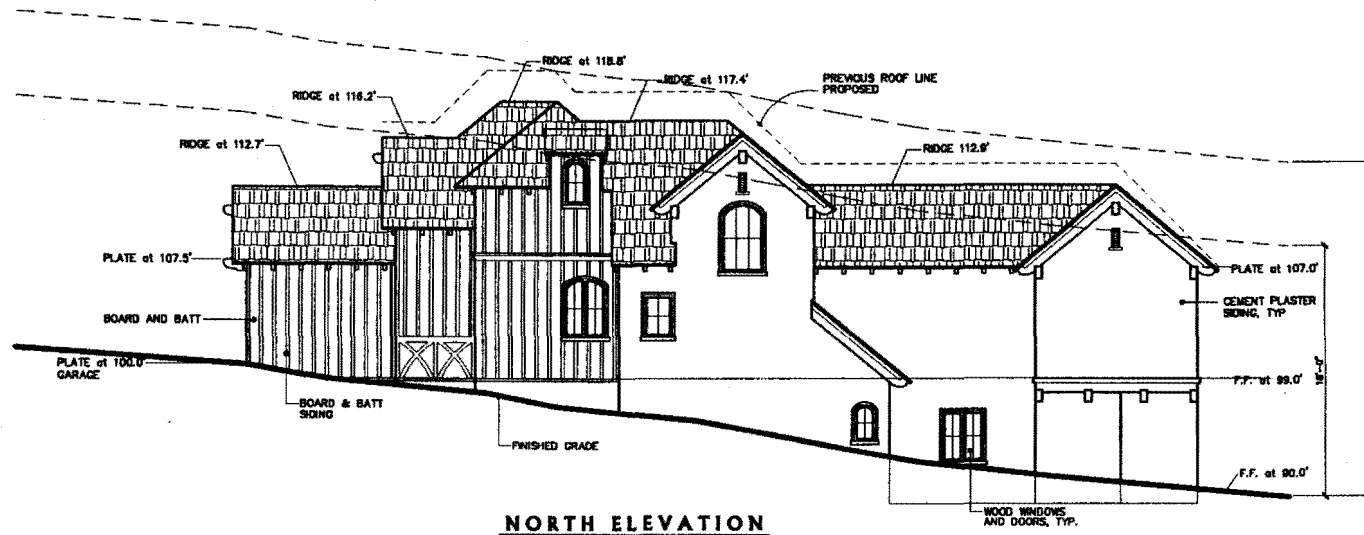 RIDGE at 118.8'
RIDGE at 117.4'
PREVIOUS ROOF LINE
PROPOSED
RIDGE at 116.2'
RIDGE at 112.7'
RIDGE 112.9'
PLATE at 107.5'
PLATE at 107.0'
BOARD AND BATT
CEMENT PLASTER
SIDING, TYP
PLATE at 100.0'
GARAGE
F.F. at 99.0'
BOARD & BATT
SIDING
FINISHED GRADE
F.F. at 90.0'
WOOD WINDOWS
AND DOORS, TYP.
NORTH ELEVATION